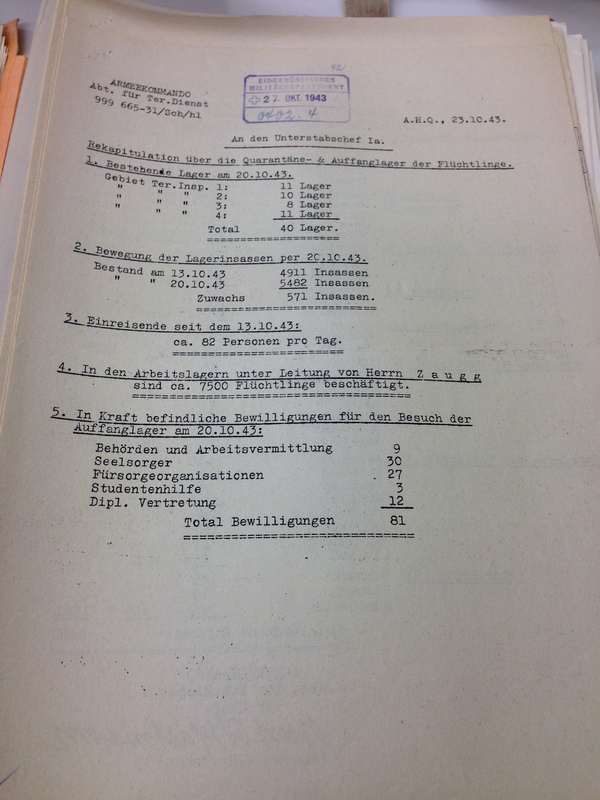 ARMEEKOMMANDO
Abt. für Ter.Dienst
999 665-31/Sch/hl
EIDGENÖSSISCHES
MILITÄRDEPARTEMENT
27. OKT. 1943
0402.4
A.H.Q., 23.10.43.
An den Unterstabschef Ia.
Rekapitulation über die Quarantäne- & Auffanglager der Flüchtlinge.
1. Bestehende Lager am 20.10.43.
Gebiet Ter.Insp. 1: 11 Lager
" " " 2: 10 Lager
" " " 3: 8 Lager
" " " 4: 11 Lager
Total 40 Lager.
2. Bewegung der Lagerinsassen per 20.10.43.
Bestand am 13.10.43 4911 Insassen
" " 20.10.43 5482 Insassen
Zuwachs 571 Insassen.
3. Einreisende seit dem 13.10.43:
ca. 82 Personen pro Tag.
4. In den Arbeitslagern unter Leitung von Herrn Z a u g g
sind ca. 7500 Flüchtlinge beschäftigt.
5. In Kraft befindliche Bewilligungen für den Besuch der
Auffanglager am 20.10.43:
Behörden und Arbeitsvermittlung 9
Seelsorger 30
Fürsorgeorganisationen 27
Studentenhilfe 3
Dipl. Vertretung 12
Total Bewilligungen 81